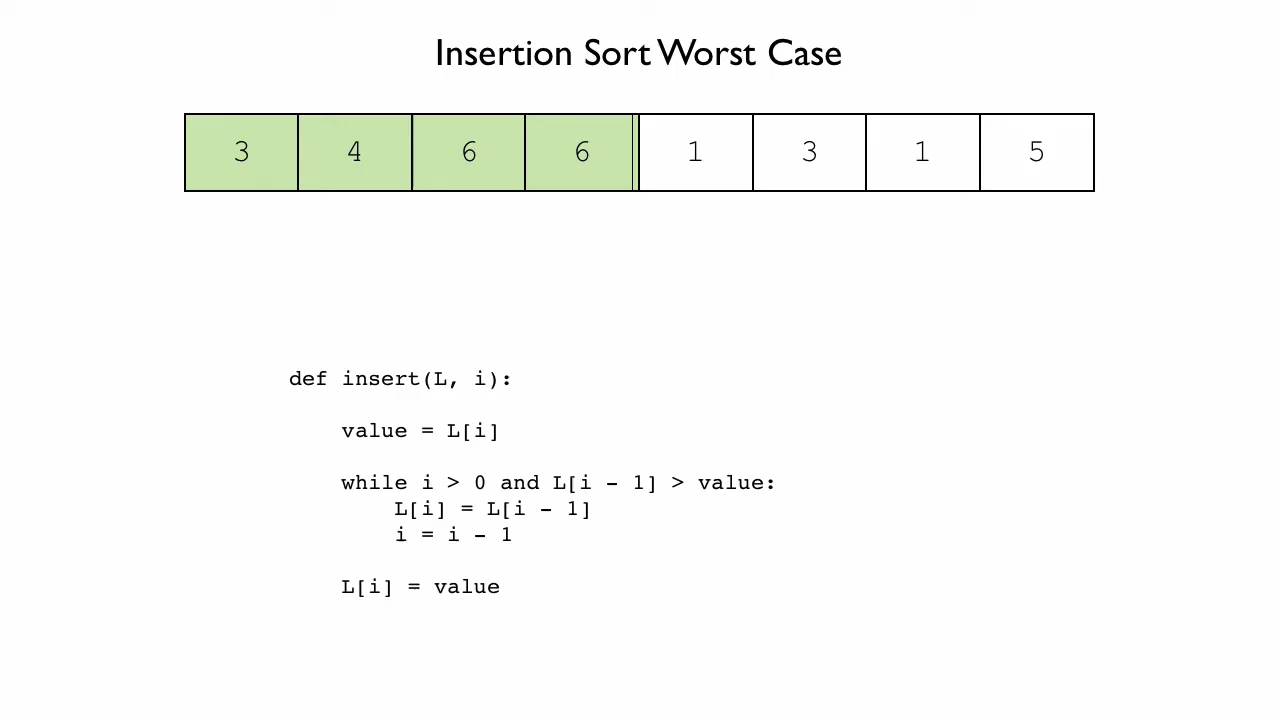 Insertion Sort Worst Case
3 4 6 6 1 3 1 5
def insert(L, i):
value = L[i]
while i > 0 and L[i - 1] > value:
L[i] = L[i - 1]
i = i - 1
L[i] = value